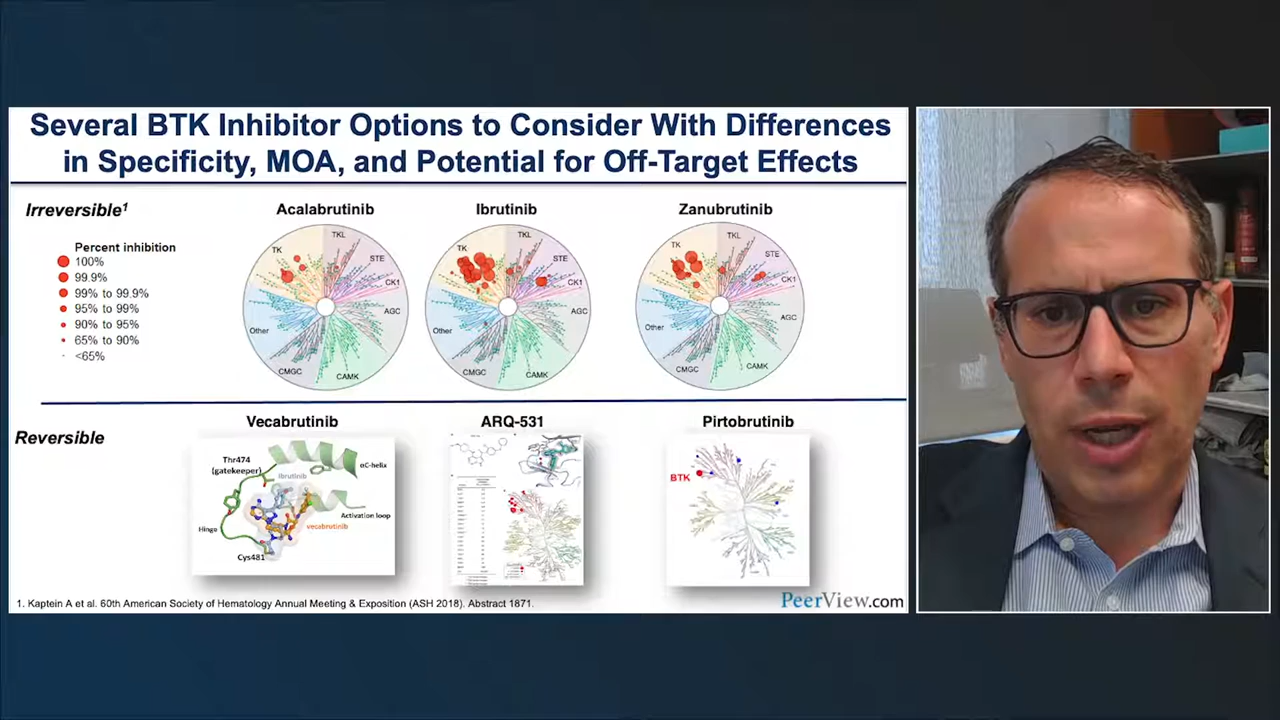 Several BTK Inhibitor Options to Consider With Differences
in Specificity, MOA, and Potential for Off-Target Effects
Irreversible1
Percent inhibition
100%
99.9%
99% to 99.9%
95% to 99%
90% to 95%
65% to 90%
<65%
Acalabrutinib
TK
TKL
STE
CK1
AGC
CAMK
CMGC
Other
Ibrutinib
TK
TKL
STE
CK1
AGC
CAMK
CMGC
Other
Zanubrutinib
TK
TKL
STE
CK1
AGC
CAMK
CMGC
Other
Reversible
Vecabrutinib
Thr474
(gatekeeper)
ibrutinib
αC-helix
Activation loop
vecabrutinib
Hinge
Cys481
ARQ-531
Pirtobrutinib
BTK
1. Kaptein A et al. 60th American Society of Hematology Annual Meeting & Exposition (ASH 2018). Abstract 1871.
PeerView.com